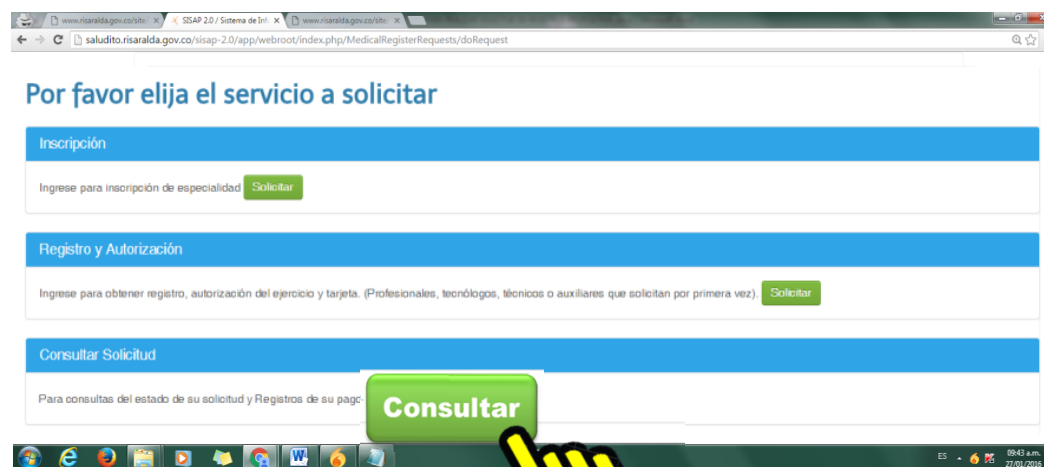 www.risaralda.gov.co/site
SISAP 2.0 / Sistema de Inf
www.risaralda.gov.co/site
saludito.risaralda.gov.co/sisap-2.0/app/webroot/index.php/MedicalRegisterRequests/doRequest
Por favor elija el servicio a solicitar
Inscripción
Ingrese para inscripción de especialidad Solicitar
Registro y Autorización
Ingrese para obtener registro, autorización del ejercicio y tarjeta. (Profesionales, tecnólogos, técnicos o auxiliares que solicitan por primera vez). Solicitar
Consultar Solicitud
Para consultas del estado de su solicitud y Registros de su pago
Consultar
ES
09:43 a.m.
27/01/2016